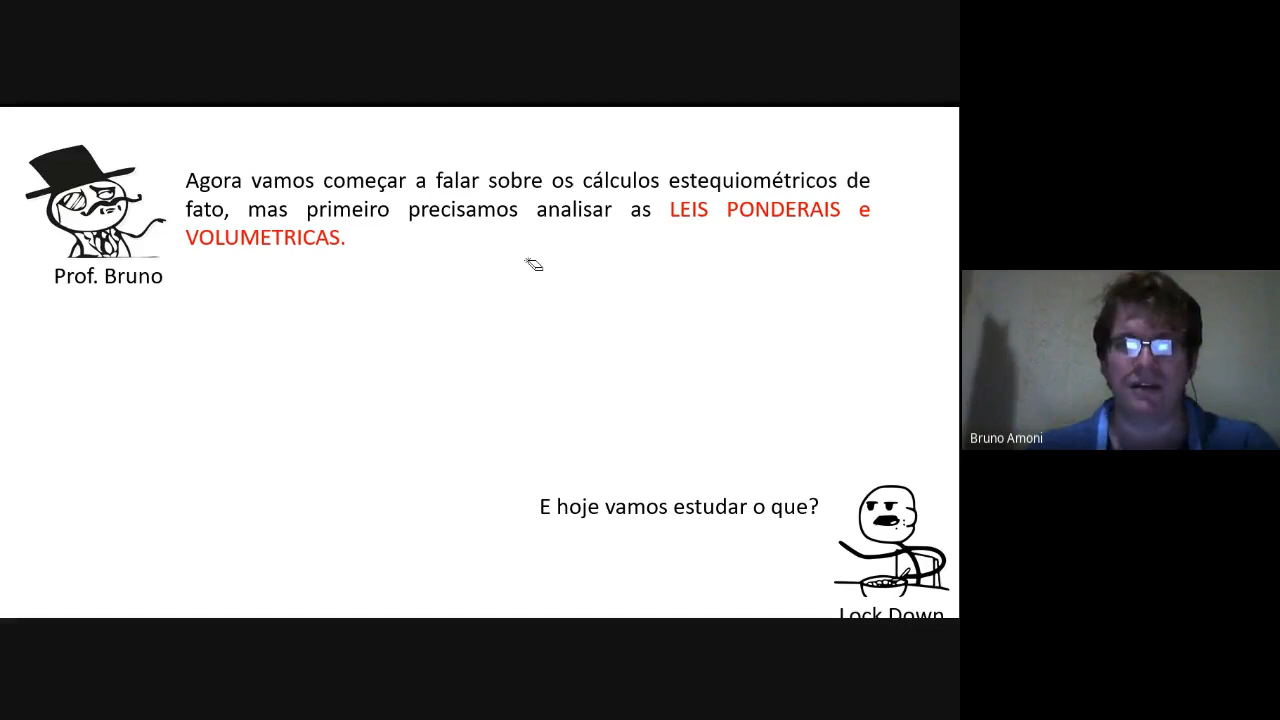 Agora vamos começar a falar sobre os cálculos estequiométricos de
fato, mas primeiro precisamos analisar as LEIS PONDERAIS e
VOLUMETRICAS.
Prof. Bruno
Bruno Amoni
E hoje vamos estudar o que?
Lock Down